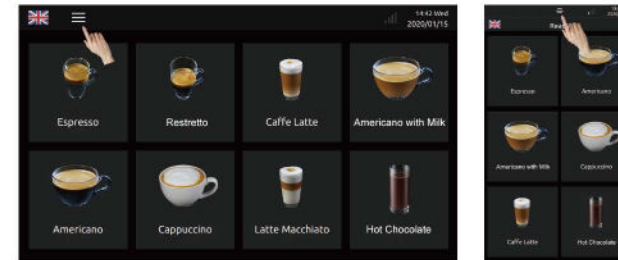 14:42 Wed
2020/01/15
Espresso
Restretto
Caffe Latte
Americano with Milk
Americano
Cappuccino
Latte Macchiato
Hot Chocolate
Espresso
Americano
Americano with Milk
Cappuccino
Caffe Latte
Hot Chocolate